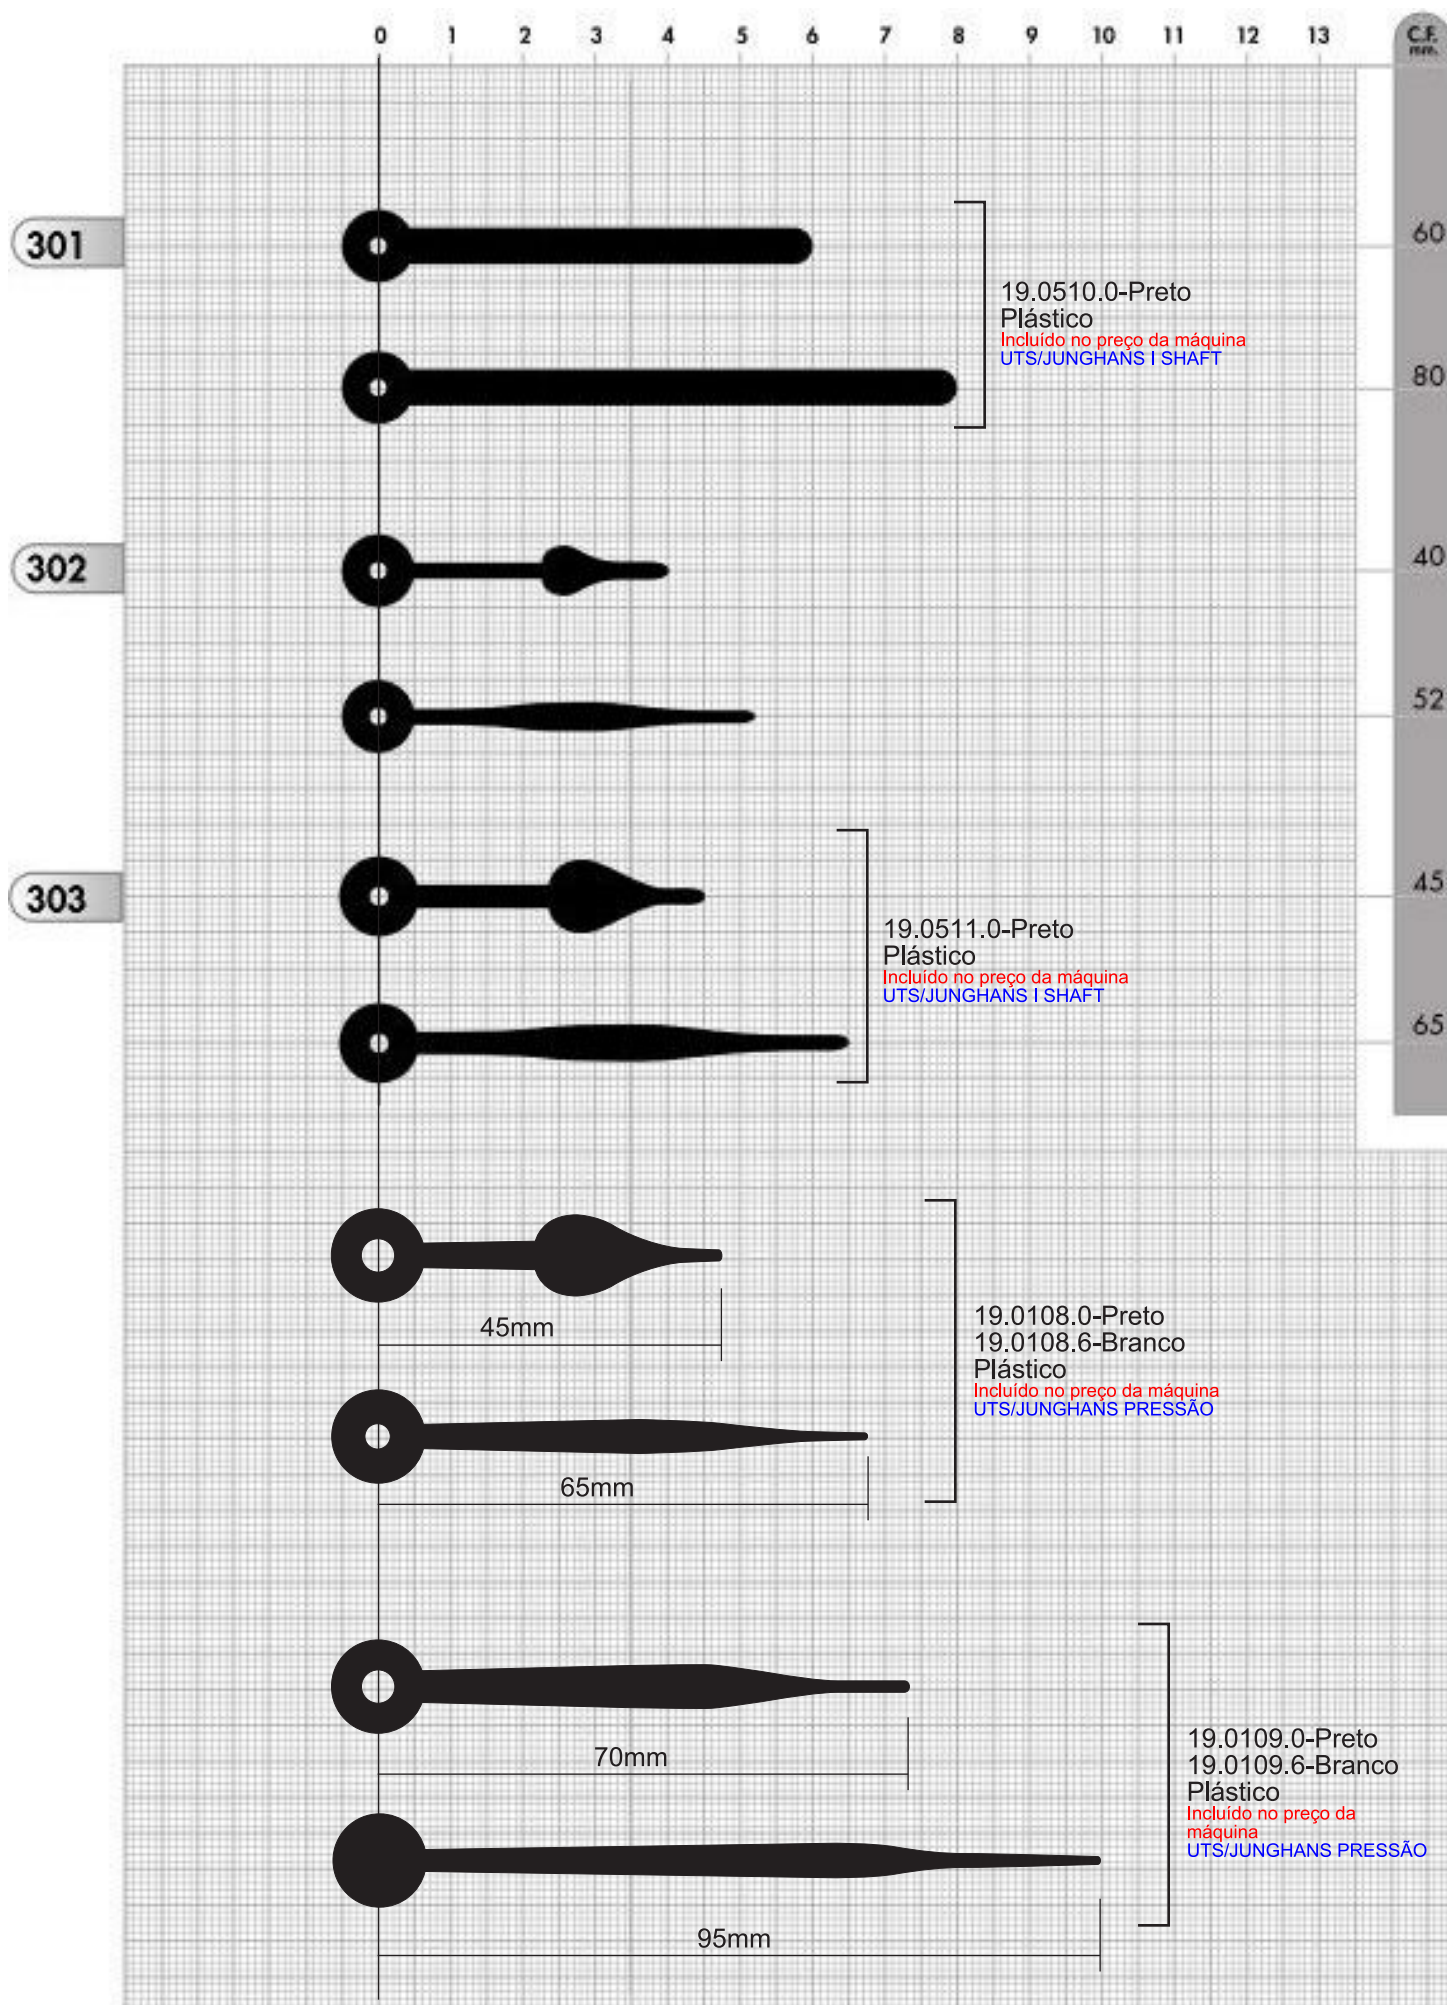 0 1 2 3 4 5 6 7 8 9 10 11 12 13
C.F.
mm.
301
60
19.0510.0-Preto
Plástico
Incluído no preço da máquina
UTS/JUNGHANS I SHAFT
80
302
40
52
303
45
19.0511.0-Preto
Plástico
Incluído no preço da máquina
UTS/JUNGHANS I SHAFT
65
45mm
19.0108.0-Preto
19.0108.6-Branco
Plástico
Incluído no preço da máquina
UTS/JUNGHANS PRESSÃO
65mm
70mm
19.0109.0-Preto
19.0109.6-Branco
Plástico
Incluído no preço da
máquina
UTS/JUNGHANS PRESSÃO
95mm